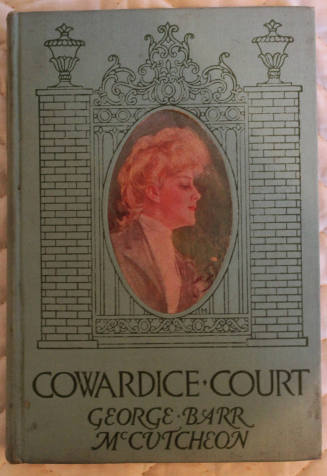 COWARDICE · COURT
GEORGE · BARR
McCUTCHEON